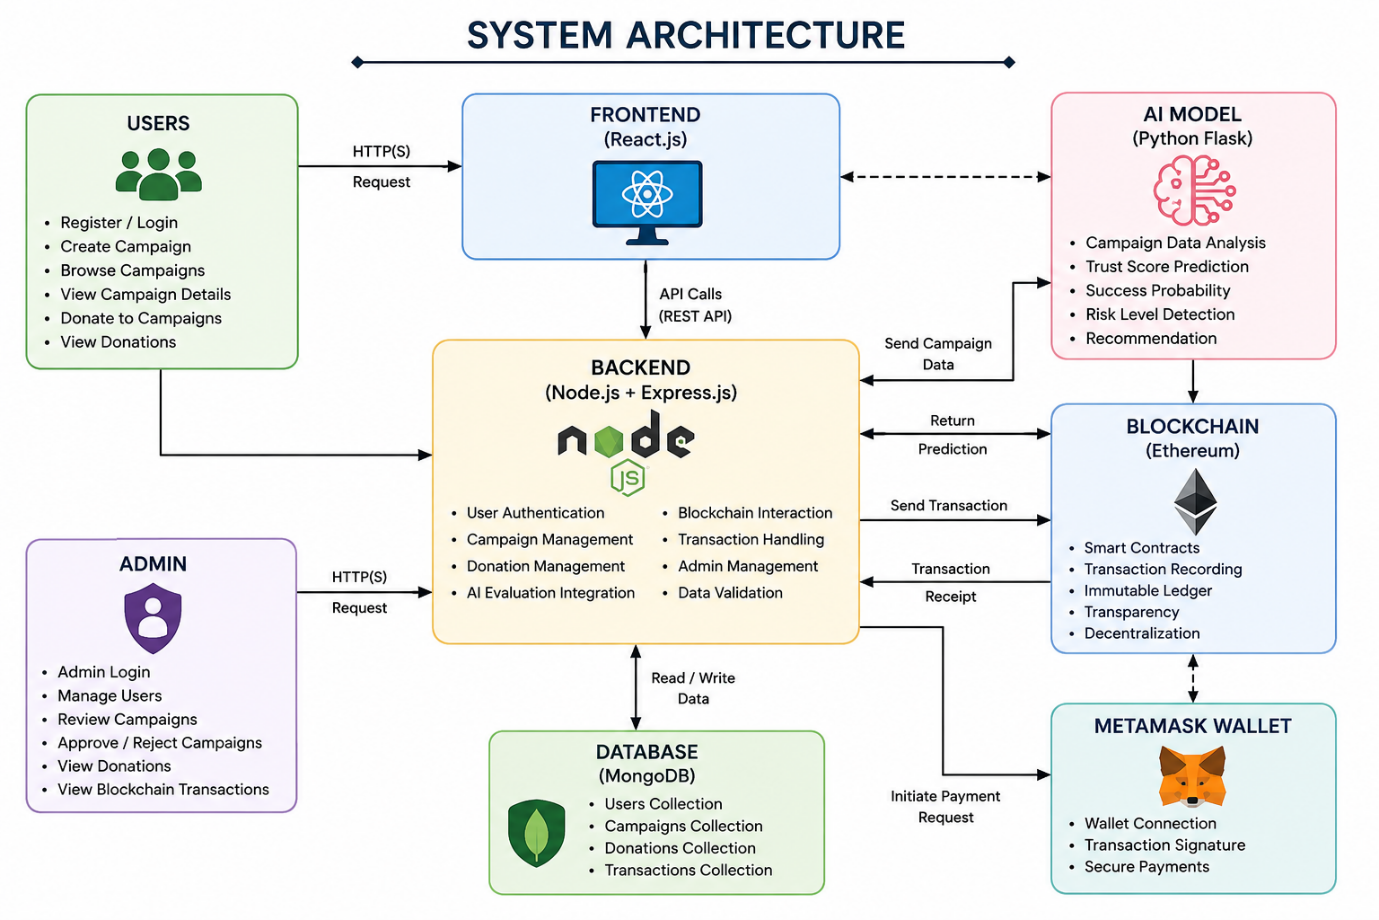 SYSTEM ARCHITECTURE
USERS
Register / Login
Create Campaign
Browse Campaigns
View Campaign Details
Donate to Campaigns
View Donations
HTTP(S)
Request
FRONTEND
(React.js)
API Calls
(REST API)
AI MODEL
(Python Flask)
Campaign Data Analysis
Trust Score Prediction
Success Probability
Risk Level Detection
Recommendation
BACKEND
(Node.js + Express.js)
node
JS
User Authentication
Campaign Management
Donation Management
AI Evaluation Integration
Blockchain Interaction
Transaction Handling
Admin Management
Data Validation
Send Campaign
Data
Return
Prediction
Send Transaction
Transaction
Receipt
Initiate Payment
Request
BLOCKCHAIN
(Ethereum)
Smart Contracts
Transaction Recording
Immutable Ledger
Transparency
Decentralization
ADMIN
Admin Login
Manage Users
Review Campaigns
Approve / Reject Campaigns
View Donations
View Blockchain Transactions
HTTP(S)
Request
Read / Write
Data
DATABASE
(MongoDB)
Users Collection
Campaigns Collection
Donations Collection
Transactions Collection
METAMASK WALLET
Wallet Connection
Transaction Signature
Secure Payments